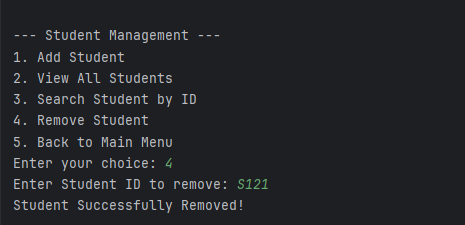 --- Student Management ---
1. Add Student
2. View All Students
3. Search Student by ID
4. Remove Student
5. Back to Main Menu
Enter your choice: 4
Enter Student ID to remove: S121
Student Successfully Removed!